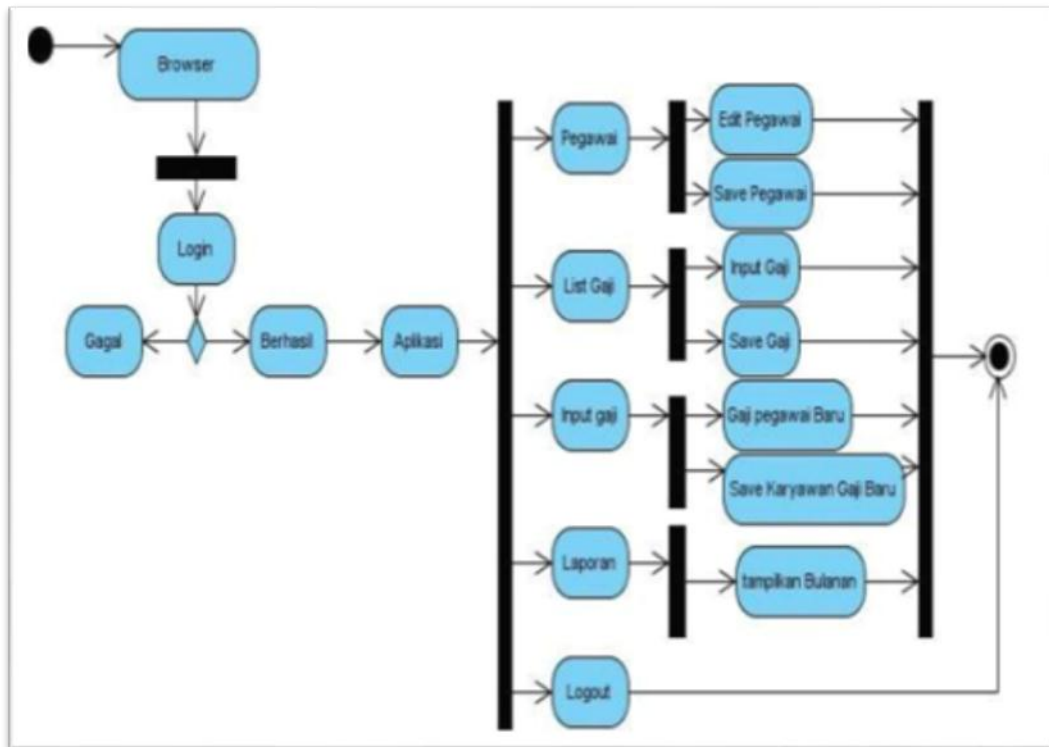 Browser
Login
Gagal
Berhasil
Aplikasi
Pegawai
Edit Pegawai
Save Pegawai
List Gaji
Input Gaji
Save Gaji
Input gaji
Gaji pegawai Baru
Save Karyawan Gaji Baru
Laporan
tampilkan Bulanan
Logout